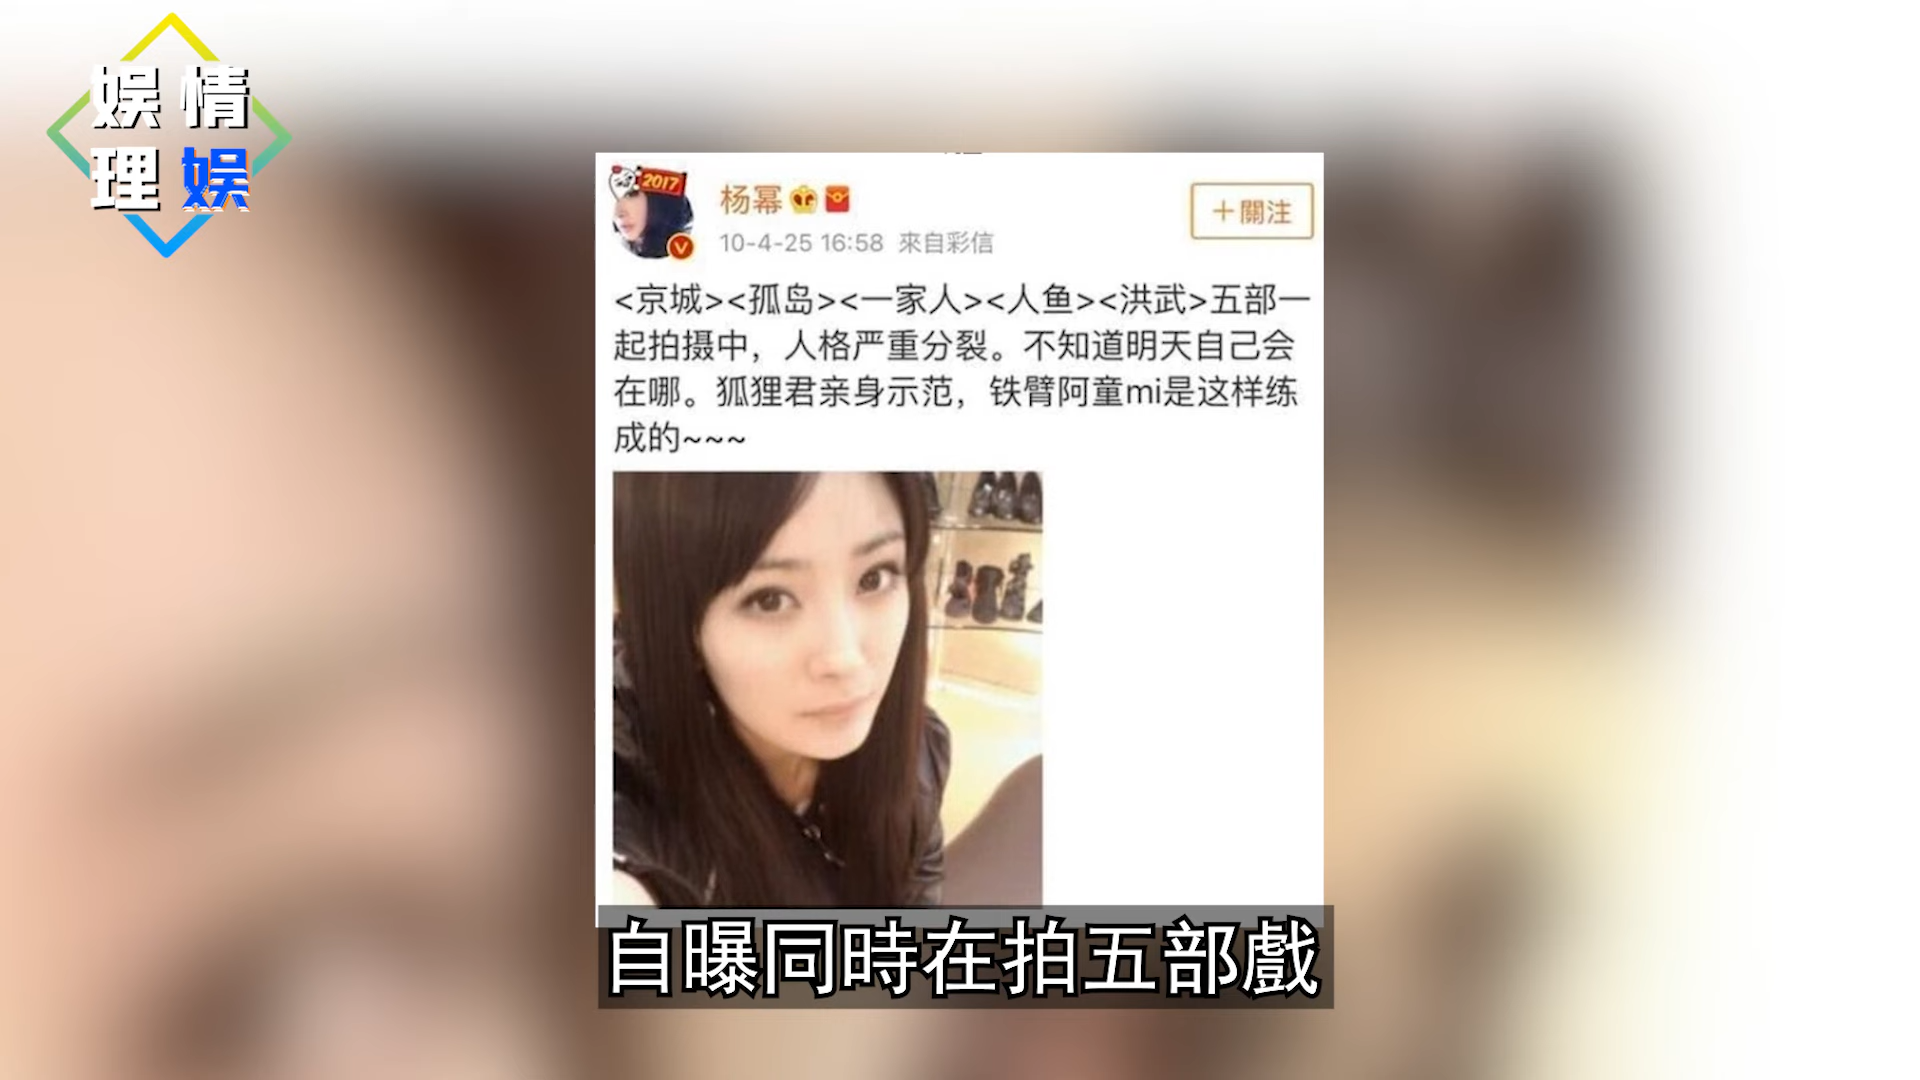 娱情
理娱
2017
杨幂
+關注
10-4-25 16:58 來自彩信
<京城><孤岛><一家人><人鱼><洪武>五部一
起拍摄中，人格严重分裂。不知道明天自己会
在哪。狐狸君亲身示范，铁臂阿童mi是这样练
成的~~~
自曝同時在拍五部戲